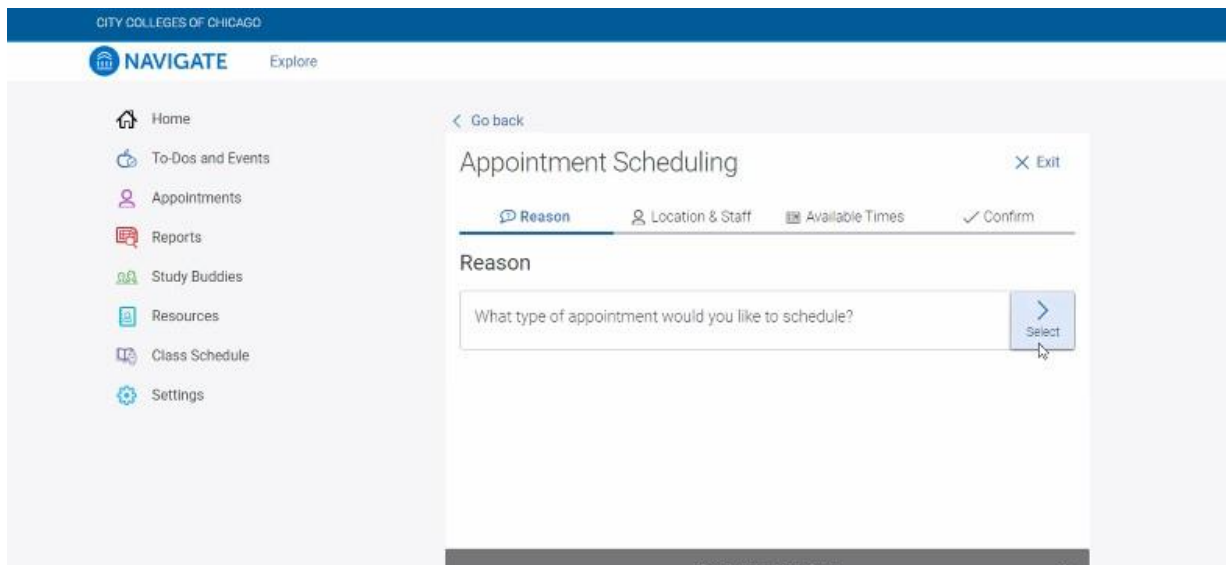 CITY COLLEGES OF CHICAGO
NAVIGATE Explore
Home
To-Dos and Events
Appointments
Reports
Study Buddies
Resources
Class Schedule
Settings
Go back
Appointment Scheduling
Exit
Reason Location & Staff Available Times Confirm
Reason
What type of appointment would you like to schedule?
Select